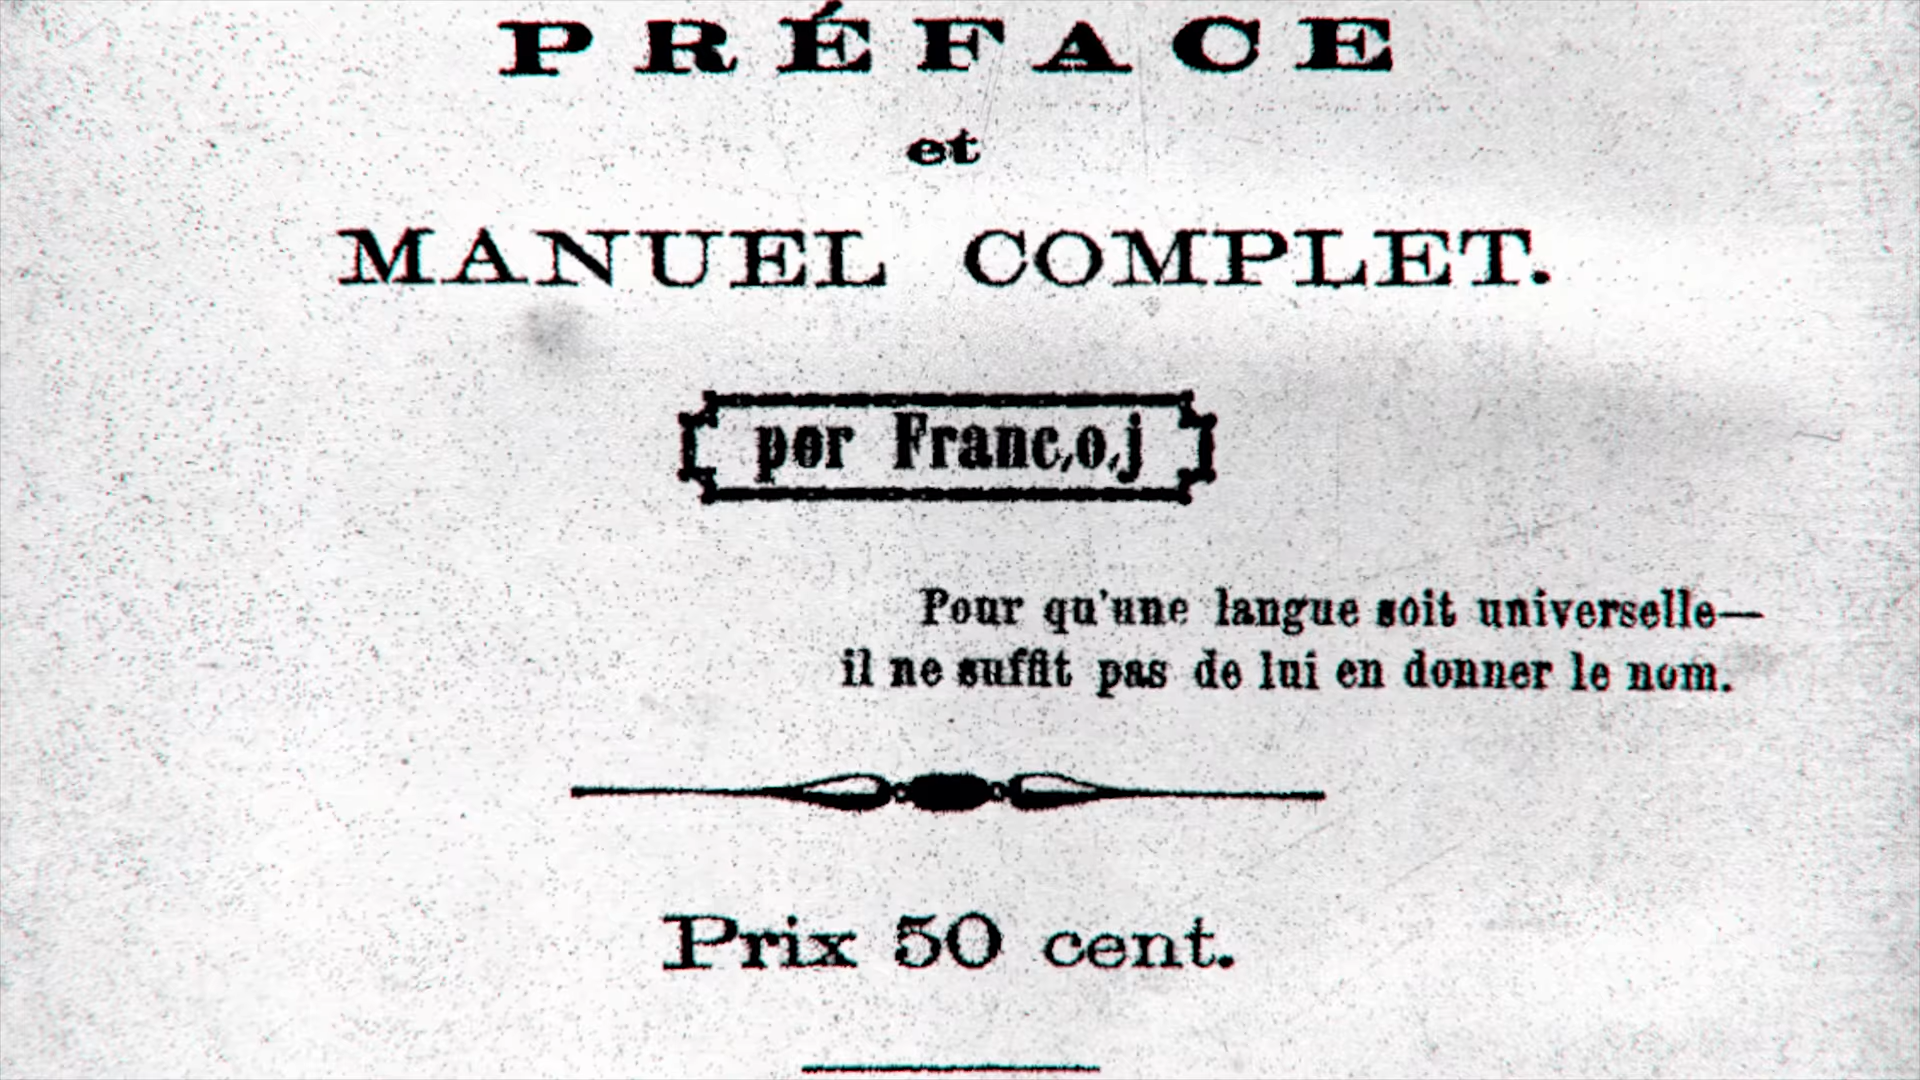 PRÉFACE
et
MANUEL COMPLET.
per Franc,o,j
Pour qu'une langue soit universelle—
il ne suffit pas de lui en donner le nom.
Prix 50 cent.